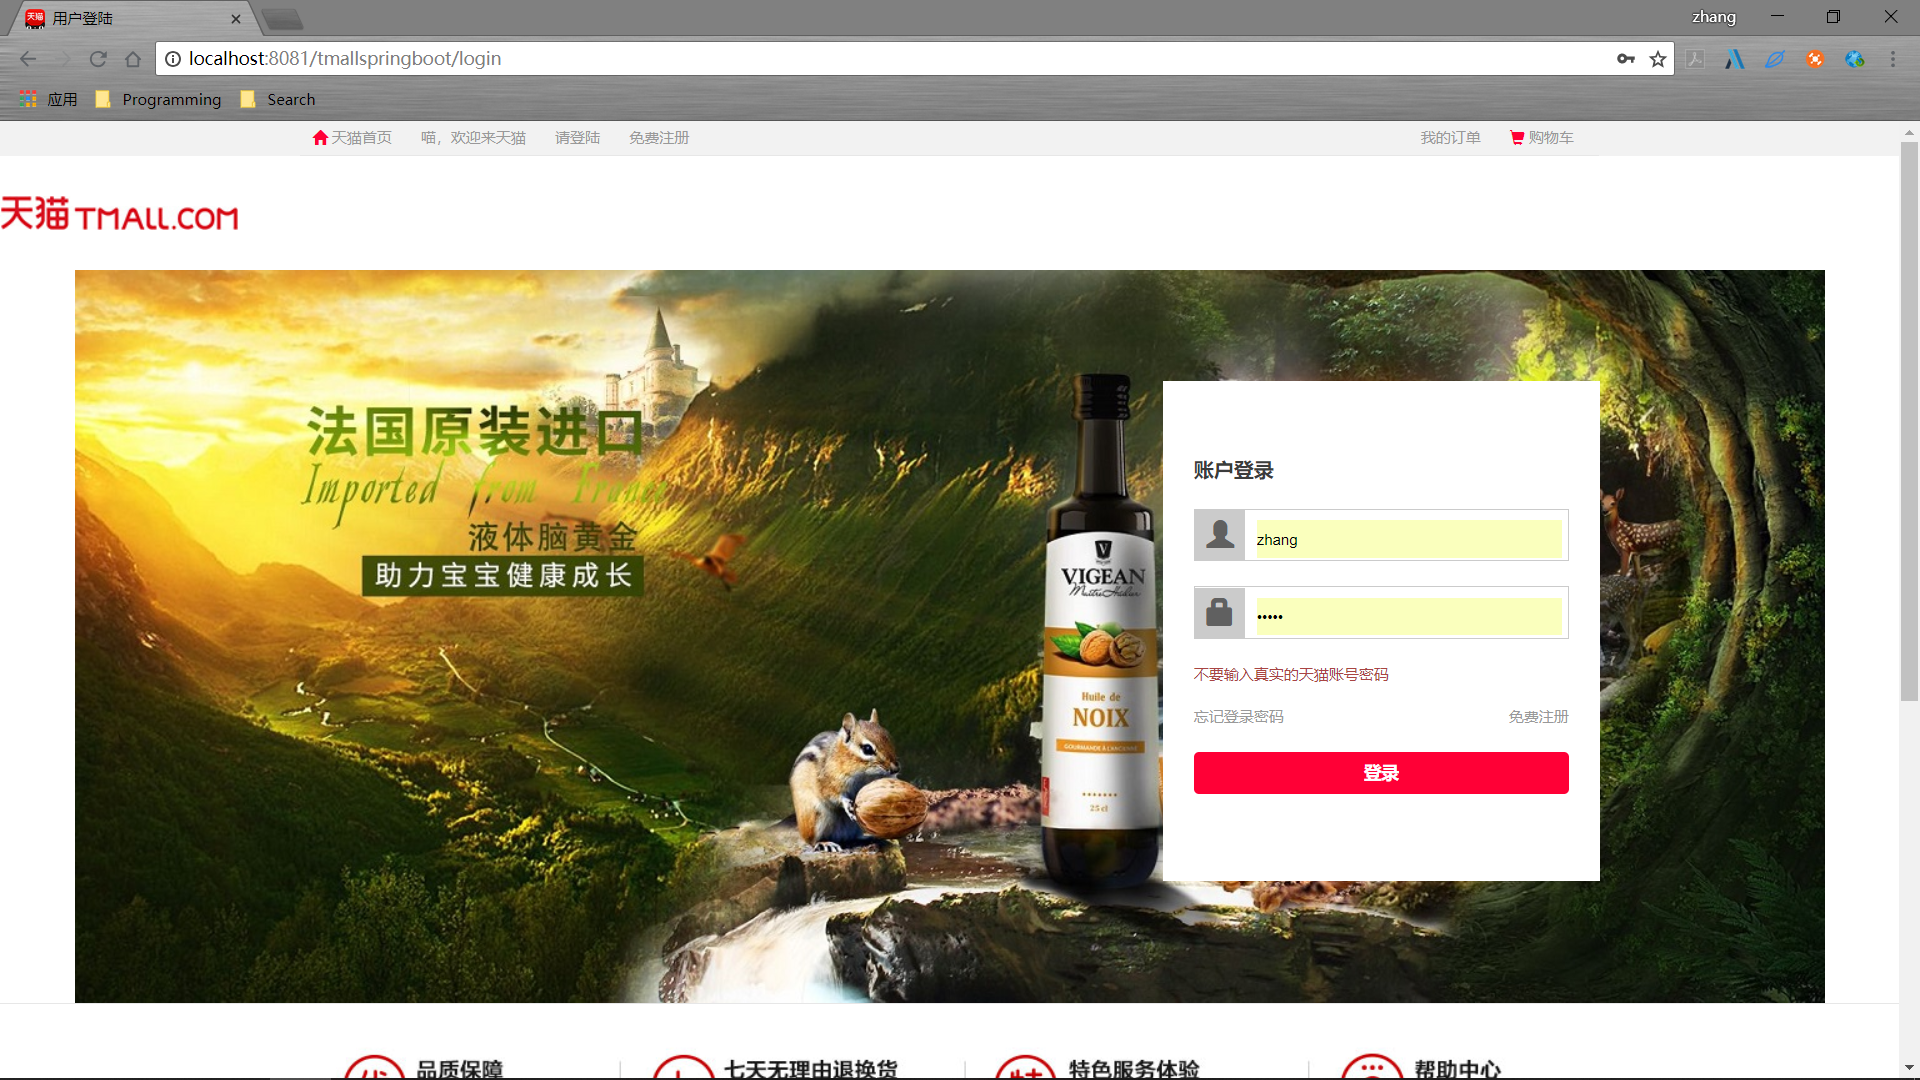 用户登陆
zhang
localhost:8081/tmallspringboot/login
应用 Programming Search
天猫首页 喵，欢迎来天猫 请登陆 免费注册 我的订单 购物车
天猫 TMALL.COM
法国原装进口
Imported from France
液体脑黄金
助力宝宝健康成长
V
VIGEAN
Huile de
NOIX
25 cl
账户登录
zhang
•••••
不要输入真实的天猫账号密码
忘记登录密码 免费注册
登录
品质保障 七天无理由退换货 特色服务体验 帮助中心